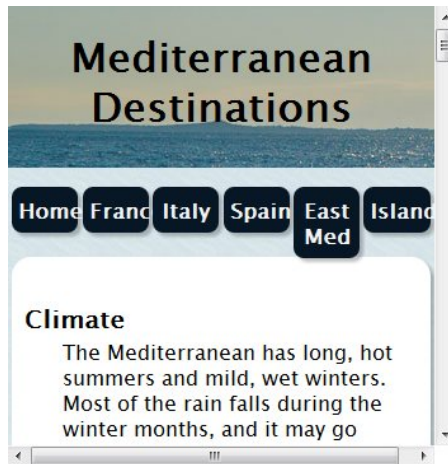 Mediterranean
Destinations
Home Franc Italy Spain East Med Island
Climate
The Mediterranean has long, hot
summers and mild, wet winters.
Most of the rain falls during the
winter months, and it may go